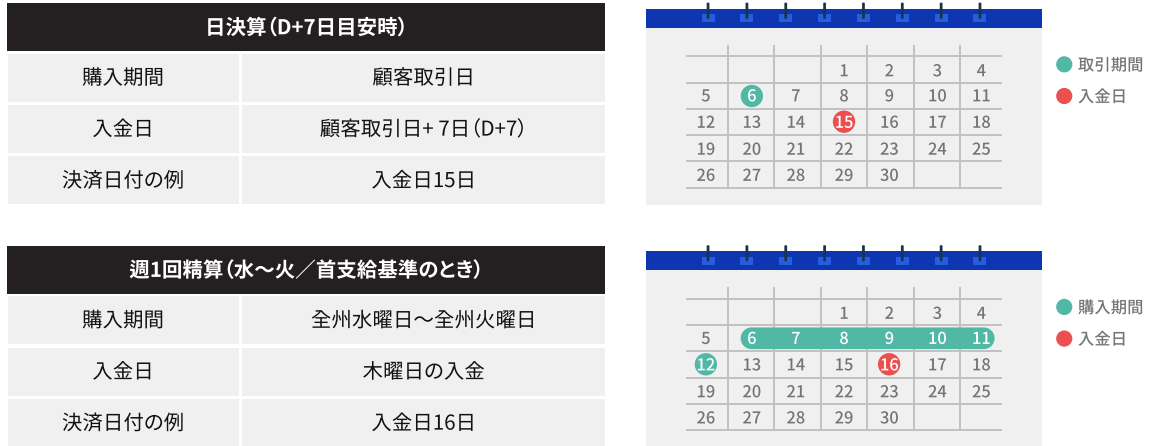 日決算（D+7日目安時）
購入期間 顧客取引日
入金日 顧客取引日+ 7日（D+7）
決済日付の例 入金日15日
1 2 3 4
5 6 7 8 9 10 11
12 13 14 15 16 17 18
19 20 21 22 23 24 25
26 27 28 29 30
取引期間
入金日
週1回精算（水〜火／首支給基準のとき）
購入期間 全州水曜日〜全州火曜日
入金日 木曜日の入金
決済日付の例 入金日16日
1 2 3 4
5 6 7 8 9 10 11
12 13 14 15 16 17 18
19 20 21 22 23 24 25
26 27 28 29 30
購入期間
入金日